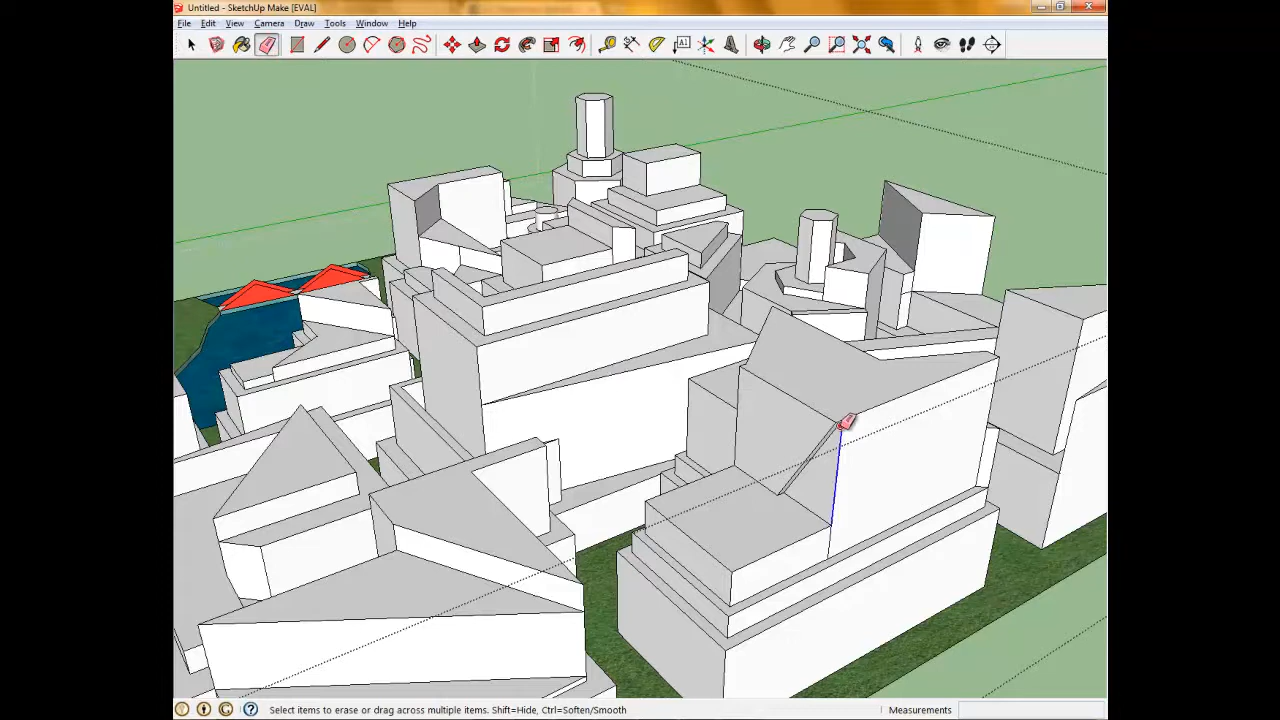 Untitled - SketchUp Make [EVAL]
File Edit View Camera Draw Tools Window Help
A1
Select items to erase or drag across multiple items. Shift=Hide, Ctrl=Soften/Smooth
Measurements